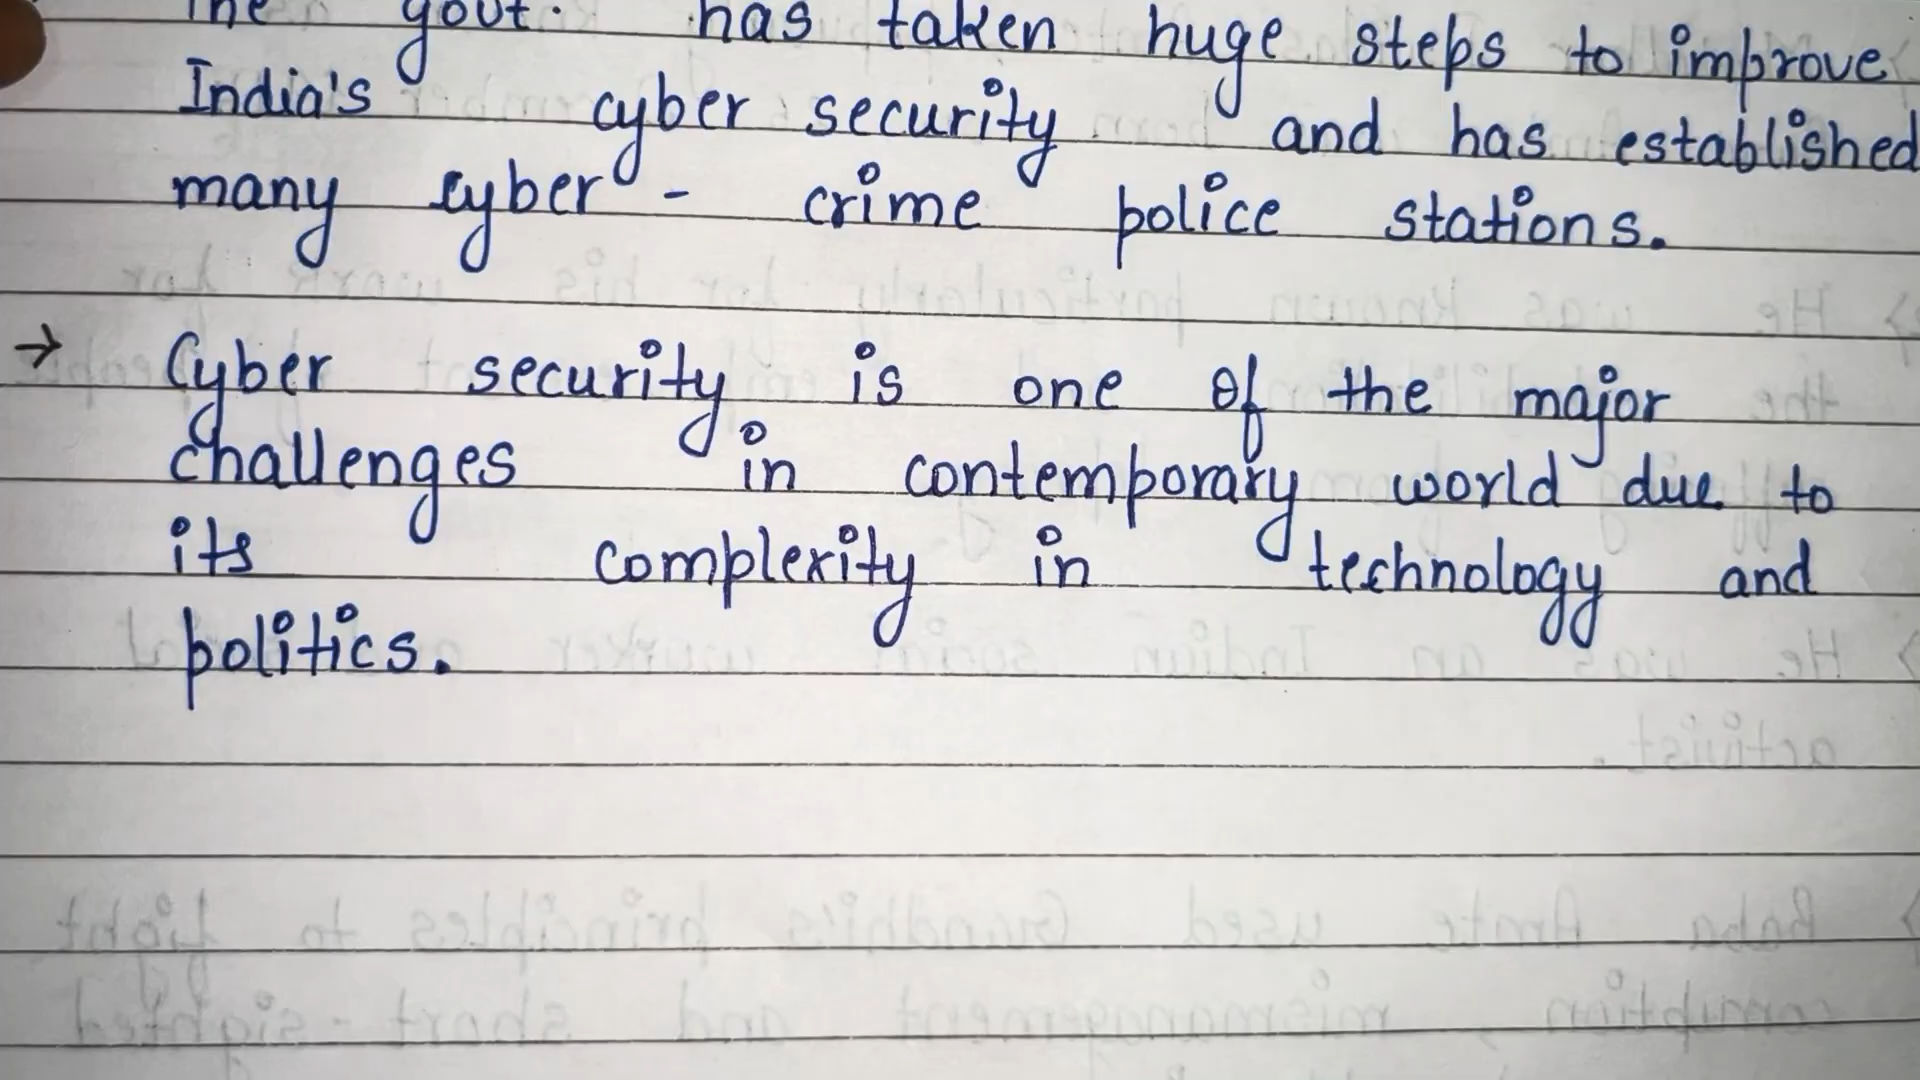 The govt. has taken huge steps to improve
India's cyber security and has established
many cyber - crime police stations.
→ Cyber security is one of the major
challenges in contemporary world due to
its complexity in technology and
politics.